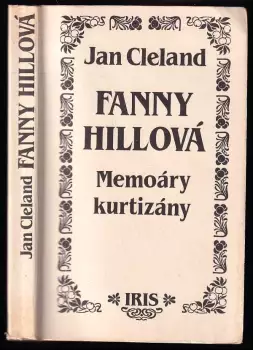 Jan Cleland FANNY HILLOVÁ
Jan Cleland
FANNY
HILLOVÁ
Memoáry
kurtizány
IRIS